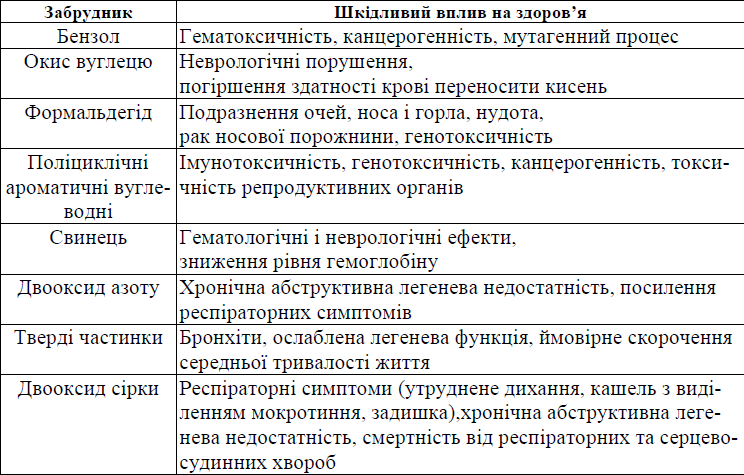 Забрудник Шкідливий вплив на здоров’я
Бензол Гематоксичність, канцерогенність, мутагенний процес
Окис вуглецю Неврологічні порушення,
погіршення здатності крові переносити кисень
Формальдегід Подразнення очей, носа і горла, нудота,
рак носової порожнини, генотоксичність
Поліциклічні Імунотоксичність, генотоксичність, канцерогенність, токси-
ароматичні вугле- чність репродуктивних органів
водні
Свинець Гематологічні і неврологічні ефекти,
зниження рівня гемоглобіну
Двооксид азоту Хронічна абструктивна легенева недостатність, посилення
респіраторних симптомів
Тверді частинки Бронхіти, ослаблена легенева функція, ймовірне скорочення
середньої тривалості життя
Двооксид сірки Респіраторні симптоми (утруднене дихання, кашель з виді-
ленням мокротиння, задишка),хронічна абструктивна леге-
нева недостатність, смертність від респіраторних та серцево-
судинних хвороб